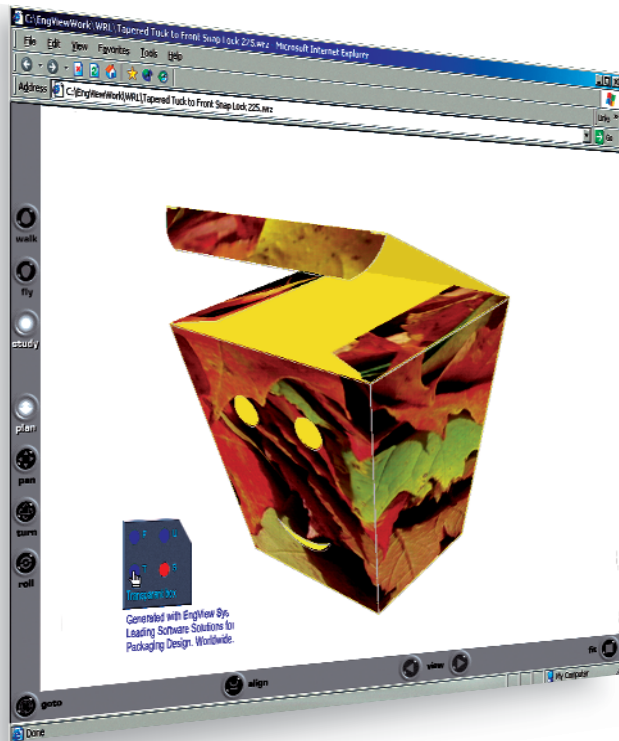 C:\EngViewWork\WRL\Tapered Tuck to Front Snap Lock 225.wrz - Microsoft Internet Explorer
File Edit View Favorites Tools Help
Address C:\EngViewWork\WRL\Tapered Tuck to Front Snap Lock 225.wrz
Go
Links »
walk
fly
study
plan
pan
turn
roll
Transparent box
Generated with EngView Sys
Leading Software Solutions for
Packaging Design. Worldwide.
goto
align
view
fit
Done
My Computer